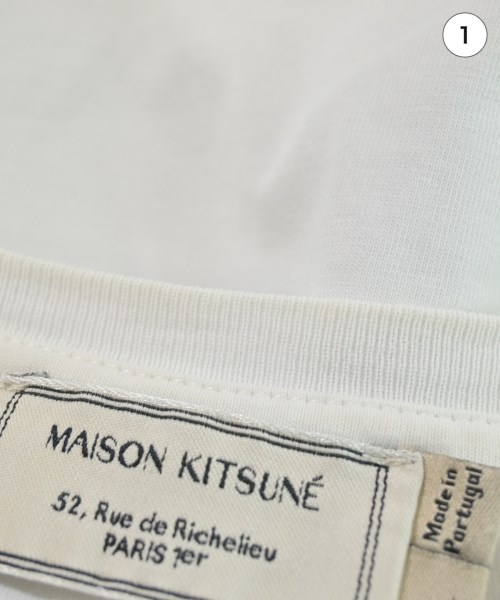 1
MAISON KITSUNÉ
52, Rue de Richelieu
PARIS 1er
Made in
Portugal